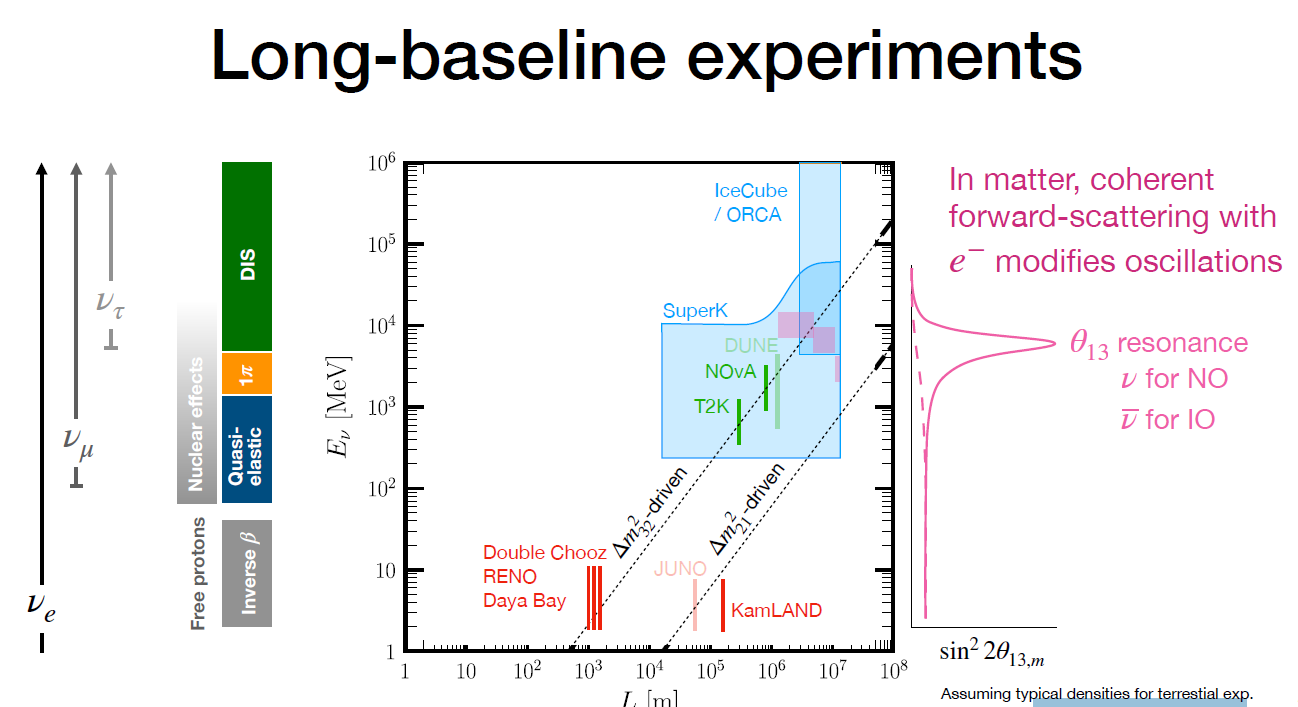 Long-baseline experiments
ν_τ
ν_μ
ν_e
Nuclear effects
Free protons
DIS
1π
Quasi-
elastic
Inverse β
E_ν [MeV]
10^6
10^5
10^4
10^3
10^2
10
1
IceCube
/ ORCA
SuperK
DUNE
NOvA
T2K
Δm²₃₂-driven
Δm²₂₁-driven
Double Chooz
RENO
Daya Bay
JUNO
KamLAND
1 10 10^2 10^3 10^4 10^5 10^6 10^7 10^8
L [m]
In matter, coherent
forward-scattering with
e⁻ modifies oscillations
θ₁₃ resonance
ν for NO
ν̅ for IO
sin² 2θ_{13,m}
Assuming typical densities for terrestial exp.